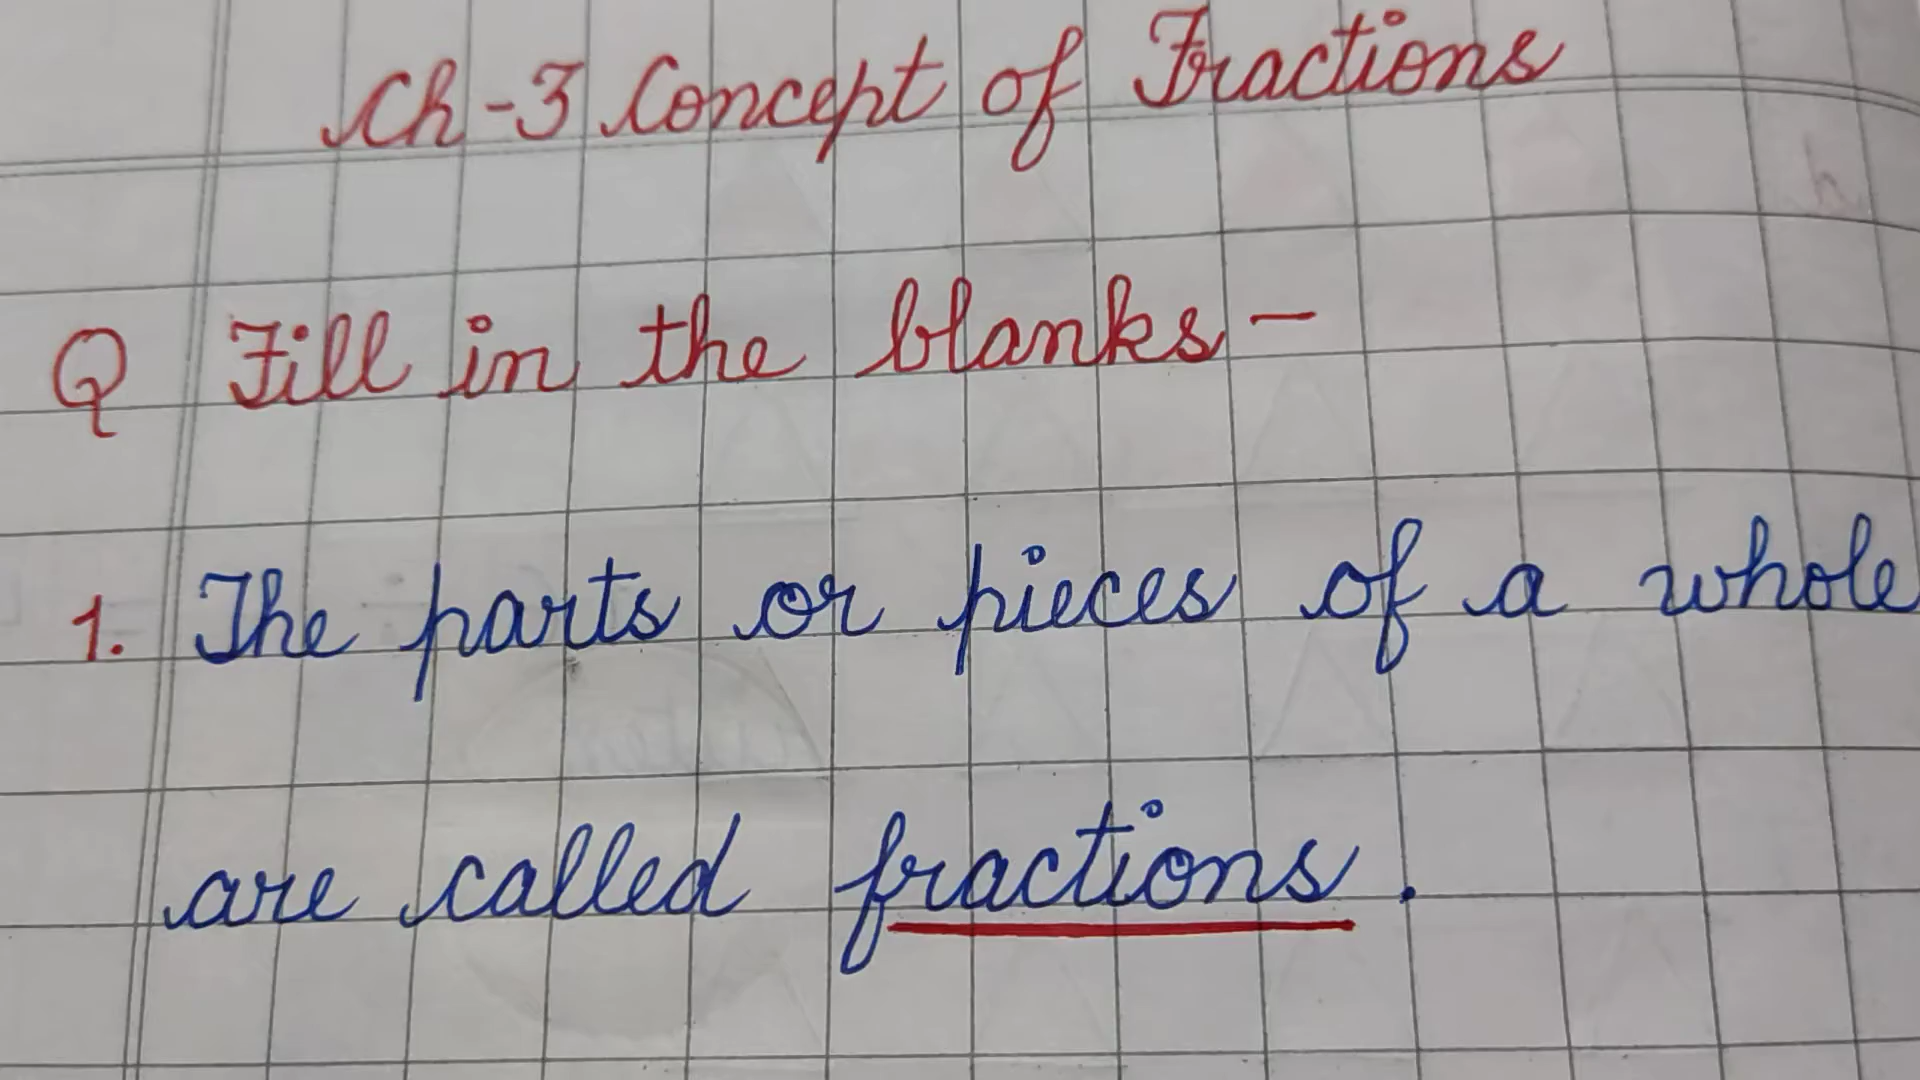 Ch-3 Concept of Fractions
Q Fill in the blanks-
1. The parts or pieces of a whole
are called fractions.